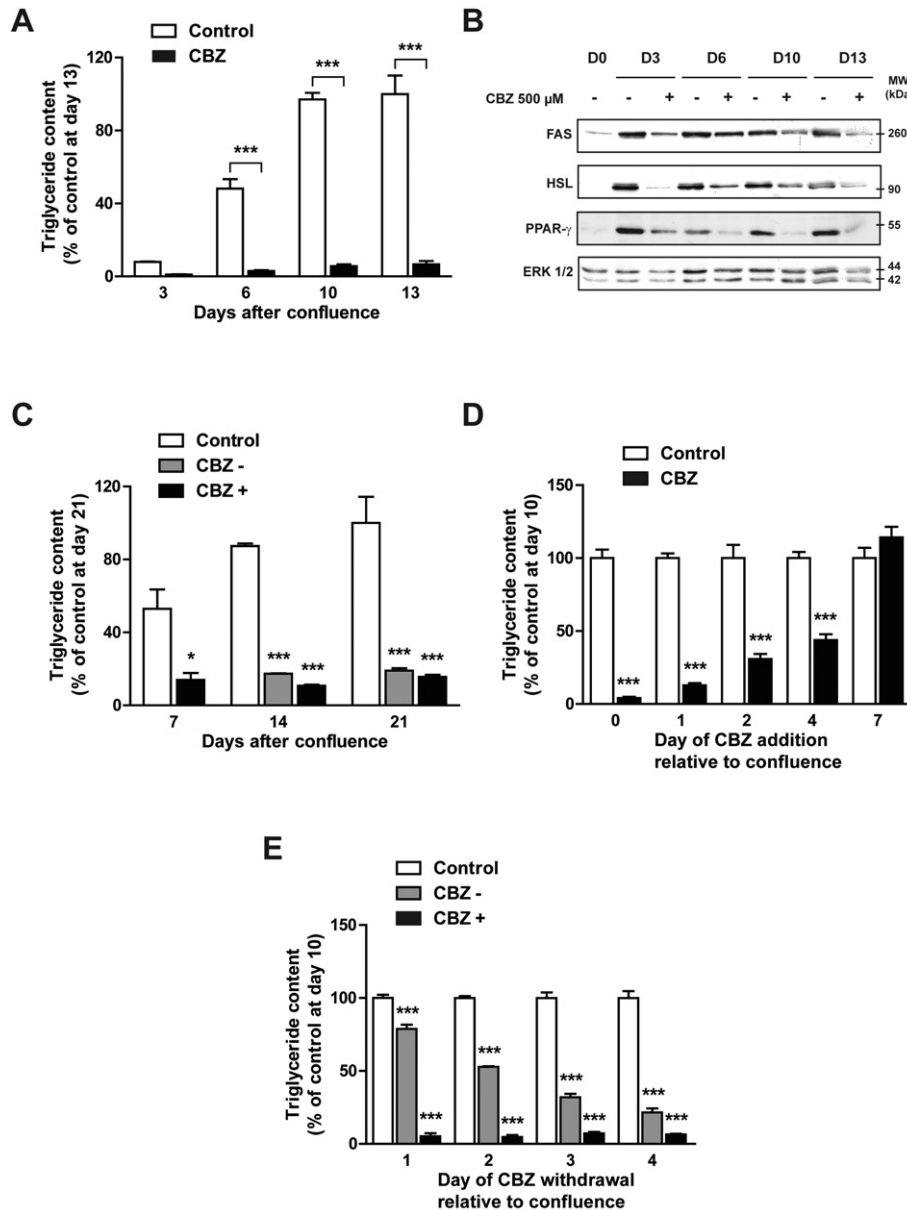 A
Control
CBZ
Triglyceride content
(% of control at day 13)
120
80
40
0
***
***
***
3 6 10 13
Days after confluence
B
D0 D3 D6 D10 D13
MW
(kDa
CBZ 500 µM - - + - + - + - +
FAS 260
HSL 90
PPAR-γ 55
ERK 1/2 44
42
C
Control
CBZ -
CBZ +
Triglyceride content
(% of control at day 21)
120
80
40
0
* *** *** *** ***
7 14 21
Days after confluence
D
Control
CBZ
Triglyceride content
(% of control at day 10)
150
100
50
0
*** *** *** ***
0 1 2 4 7
Day of CBZ addition
relative to confluence
E
Control
CBZ -
CBZ +
Triglyceride content
(% of control at day 10)
150
100
50
0
*** *** *** *** *** *** *** ***
1 2 3 4
Day of CBZ withdrawal
relative to confluence